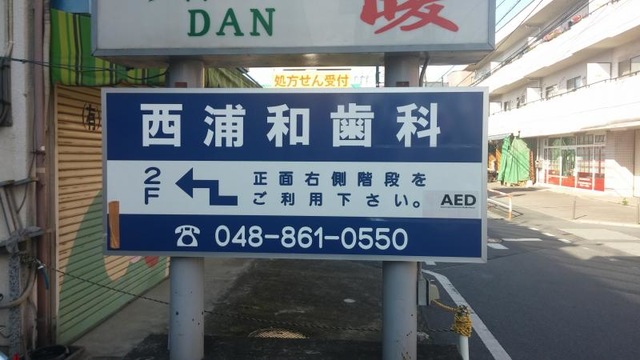 暖
DAN
処方せん受付
西浦和歯科
2F
正面右側階段を
ご利用下さい。
AED
☎ 048-861-0550